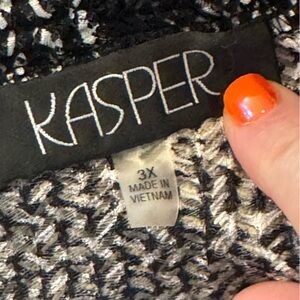 KASPER
3X
MADE IN
VIETNAM